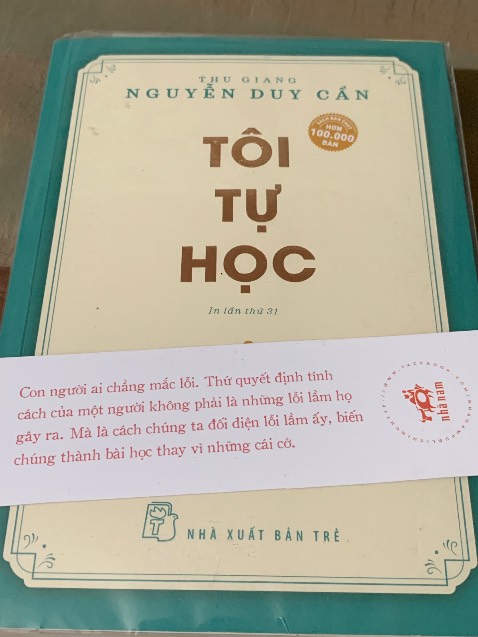 THU GIANG
NGUYỄN DUY CẦN
SÁCH BÁN CHẠY
HƠN
100.000
BẢN
TÔI
TỰ
HỌC
In lần thứ 31
Con người ai chẳng mắc lỗi. Thứ quyết định tính
cách của một người không phải là những lỗi lầm họ
gây ra. Mà là cách chúng ta đối diện lỗi lầm ấy, biến
chúng thành bài học thay vì những cái cớ.
nhã nam
NHÀ XUẤT BẢN TRẺ